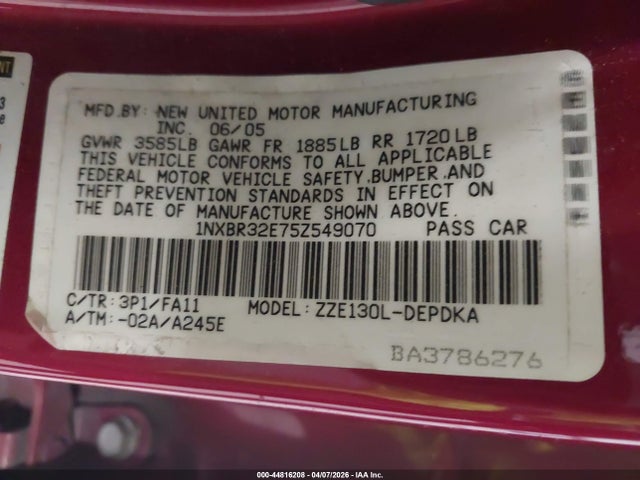 NT
3
e
MFD.BY: NEW UNITED MOTOR MANUFACTURING
INC. 06/05
GVWR 3585LB GAWR FR 1885LB RR 1720LB
THIS VEHICLE CONFORMS TO ALL APPLICABLE
FEDERAL MOTOR VEHICLE SAFETY,BUMPER,AND
THEFT PREVENTION STANDARDS IN EFFECT ON
THE DATE OF MANUFACTURE SHOWN ABOVE.
1NXBR32E75Z549070 PASS CAR
C/TR: 3P1/FA11 MODEL: ZZE130L-DEPDKA
A/TM: -02A/A245E
BA3786276
000-44816208 - 04/07/2026 - IAA Inc.